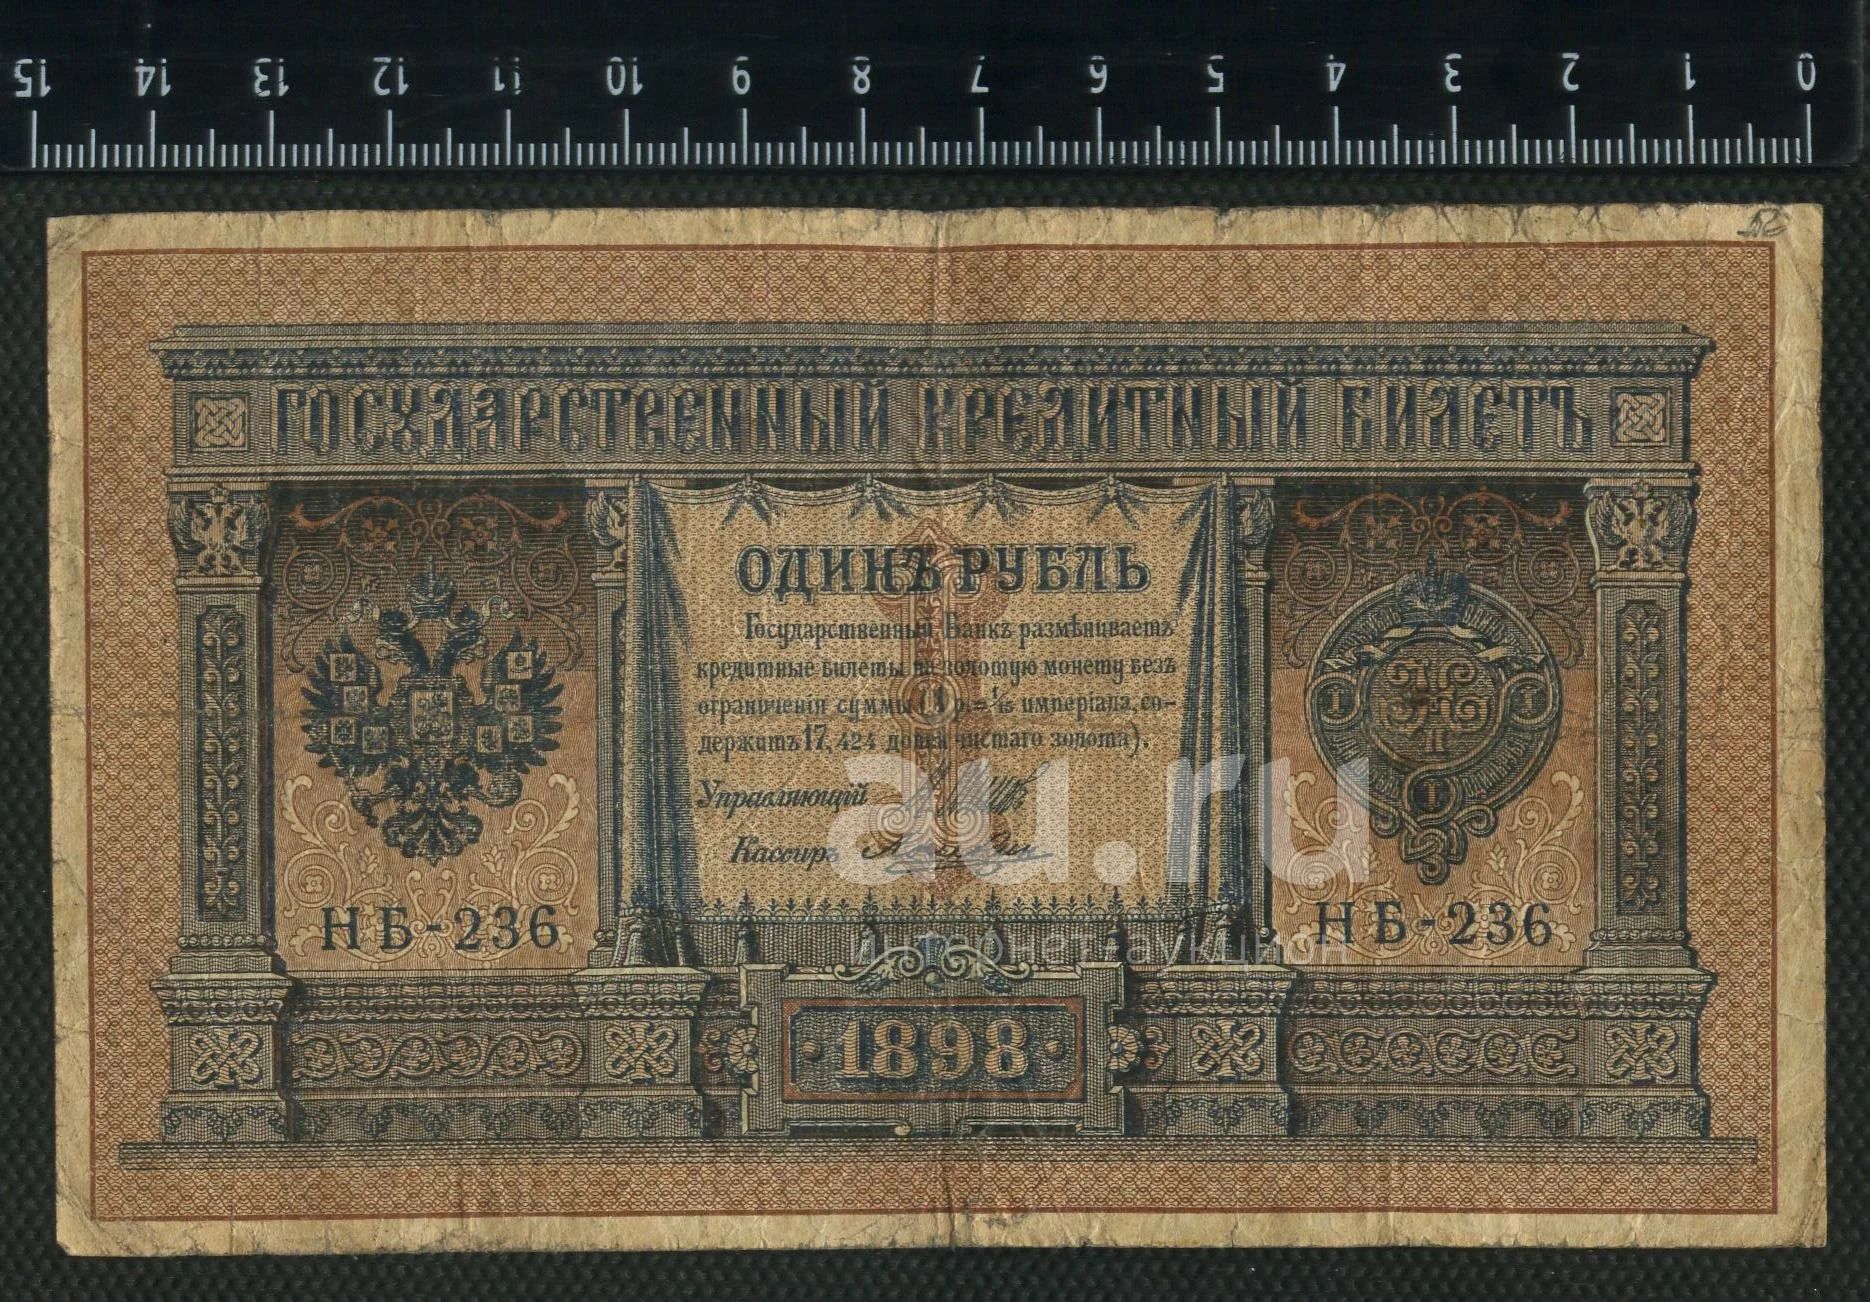 15 14 13 12 11 10 9 8 7 6 5 4 3 2 1 0
ГОСУДАРСТВЕННЫЙ КРЕДИТНЫЙ БИЛЕТЪ
ОДИНЪ РУБЛЬ
Государственный Банкъ размѣниваетъ
кредитные билеты на золотую монету безъ
ограниченія суммы (1 р. = 1/15 имперіала, со-
держитъ 17,424 долей чистаго золота).
Управляющій
Кассиръ
НБ-236
НБ-236
1898
au.ru
интернет-аукцион